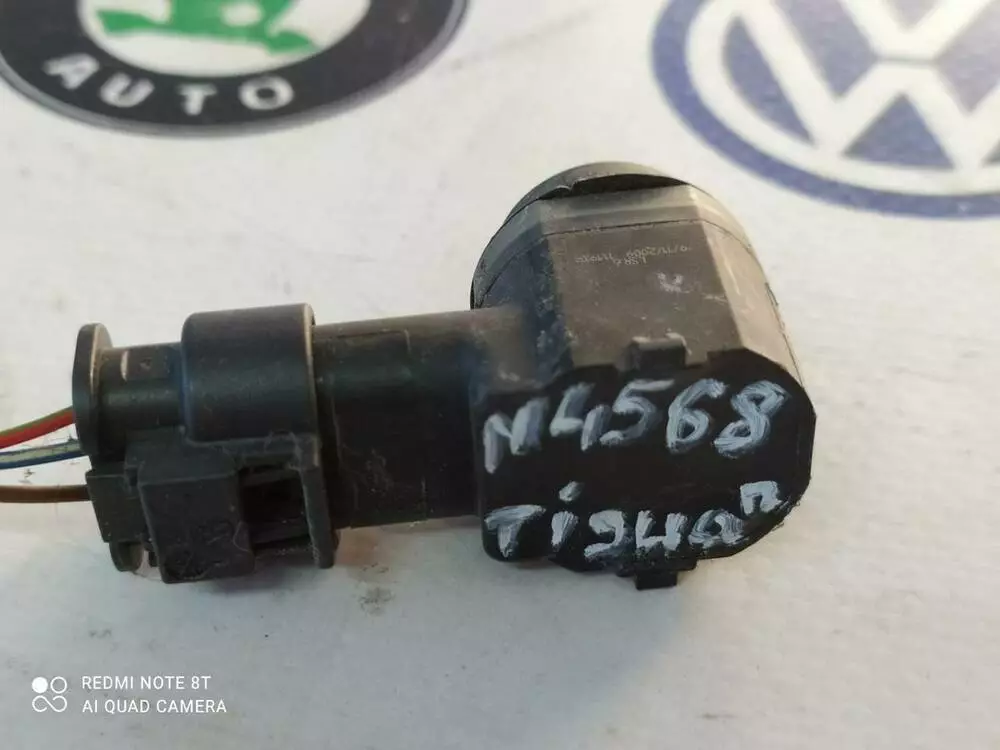 AUTO
N4568
Tiguan
REDMI NOTE 8T
AI QUAD CAMERA